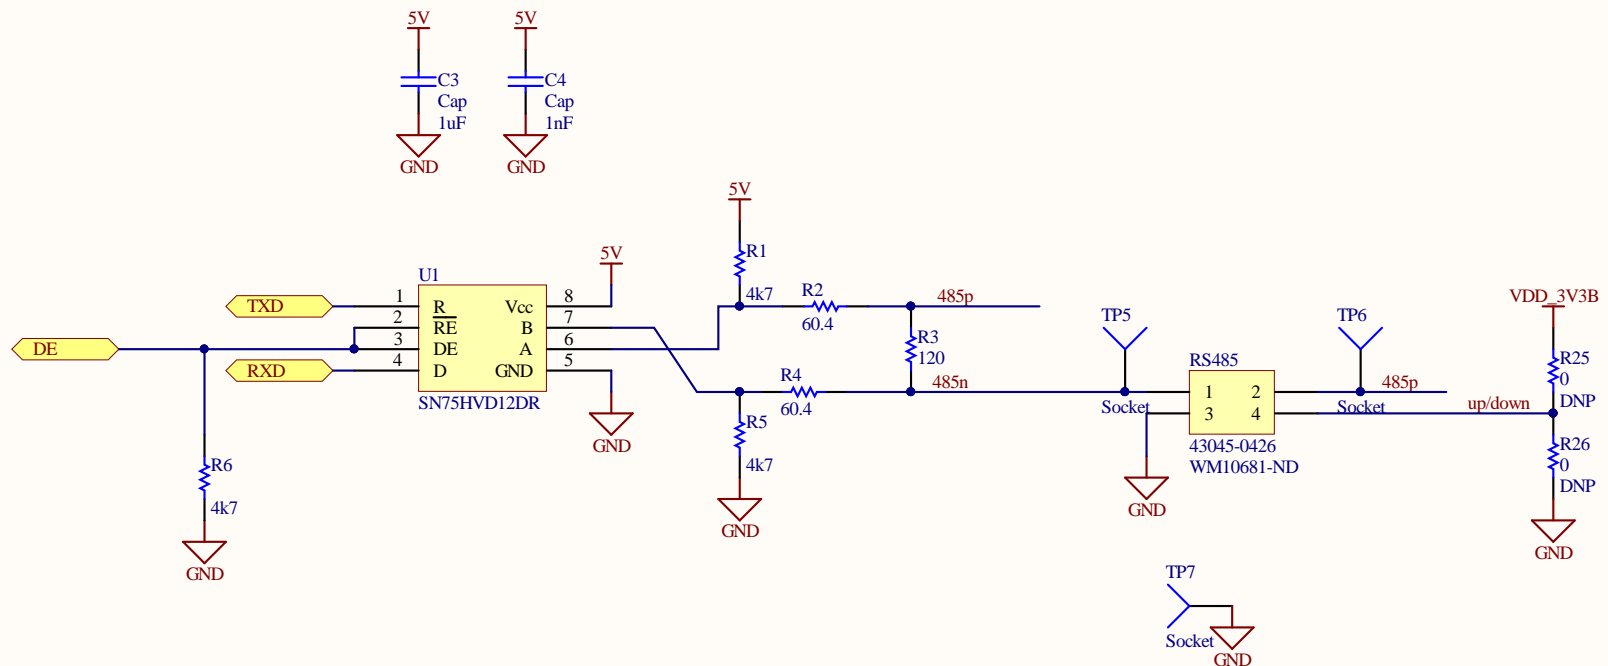 5V
5V
C3
Cap
1uF
GND
C4
Cap
1nF
GND
5V
R1
4k7
5V
U1
TXD
1
R
Vcc
8
2
RE
B
7
DE
3
DE
A
6
RXD
4
D
GND
5
SN75HVD12DR
GND
R2
60.4
485p
R3
120
R4
60.4
485n
R5
4k7
GND
R6
4k7
GND
TP5
Socket
TP6
Socket
RS485
1
2
3
4
43045-0426
WM10681-ND
485p
up/down
GND
VDD_3V3B
R25
0
DNP
R26
0
DNP
GND
TP7
Socket
GND